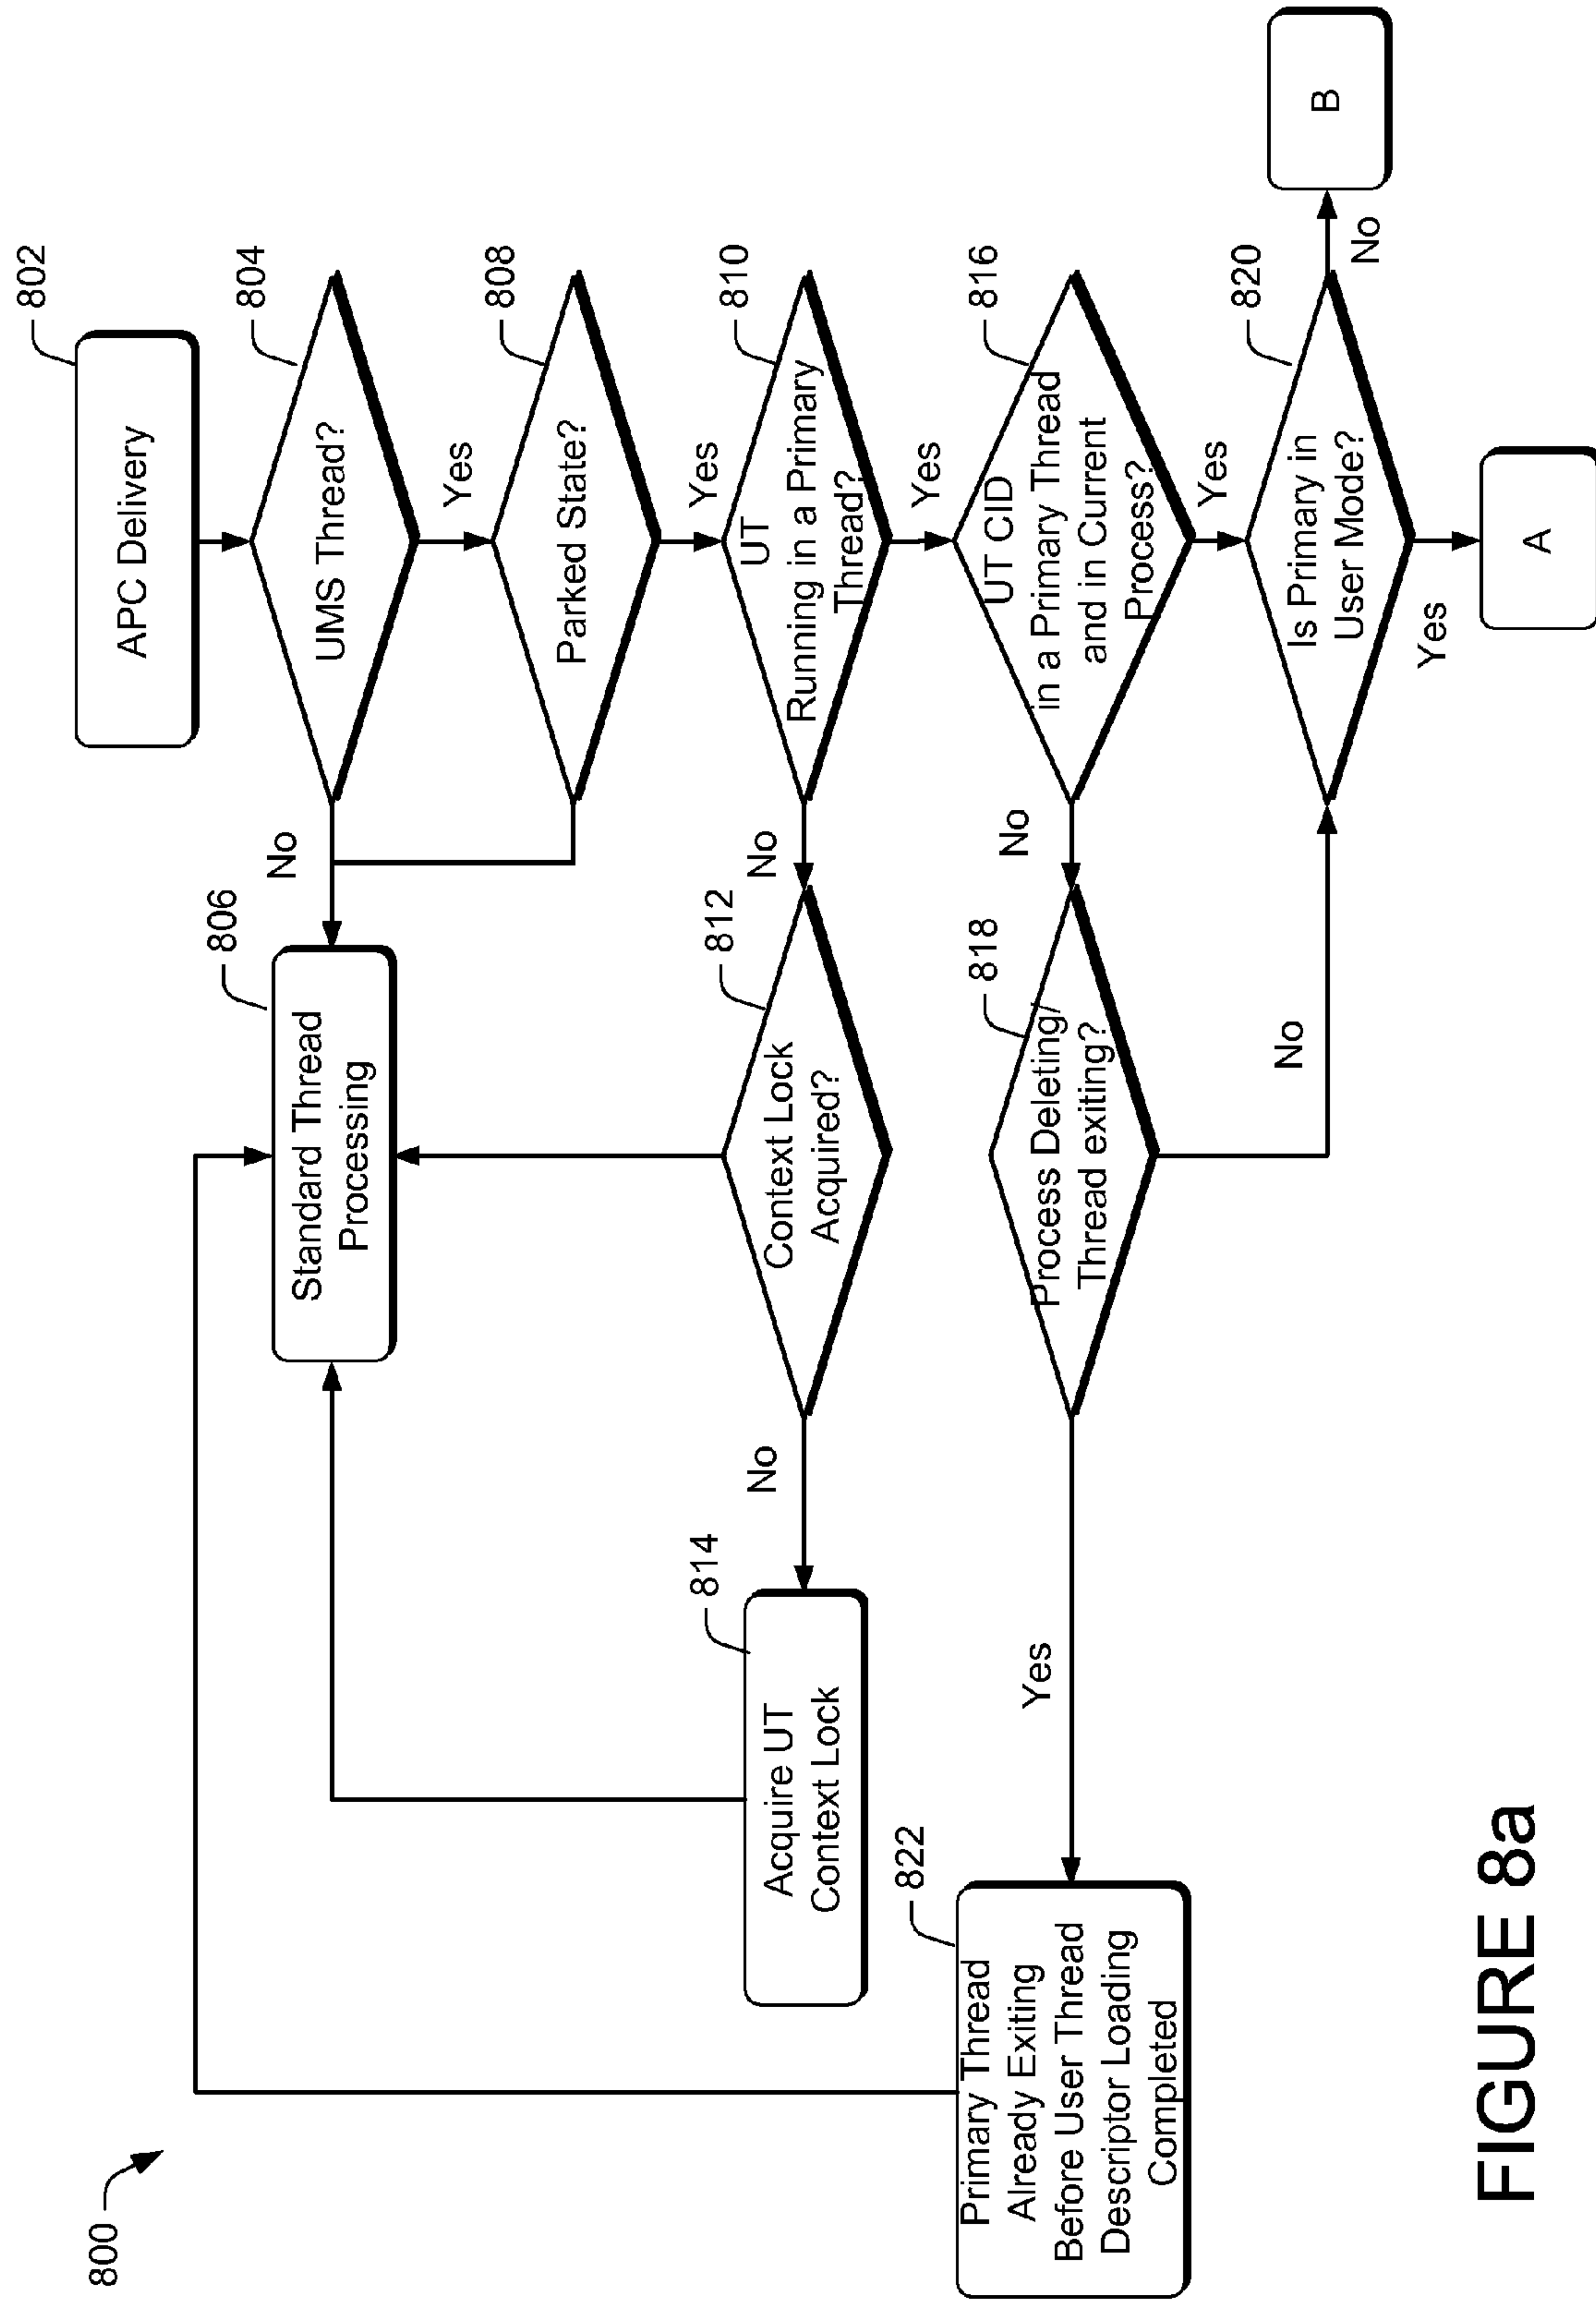 800
802
APC Delivery
804
UMS Thread?
No
Yes
806
Standard Thread
Processing
808
Parked State?
Yes
810
UT
Running in a Primary
Thread?
No
Yes
812
Context Lock
Acquired?
No
814
Acquire UT
Context Lock
816
UT CID
in a Primary Thread
and in Current
Process?
No
Yes
818
Process Deleting/
Thread exiting?
Yes
No
822
Primary Thread
Already Exiting
Before User Thread
Descriptor Loading
Completed
820
Is Primary in
User Mode?
No
B
Yes
A
FIGURE 8a